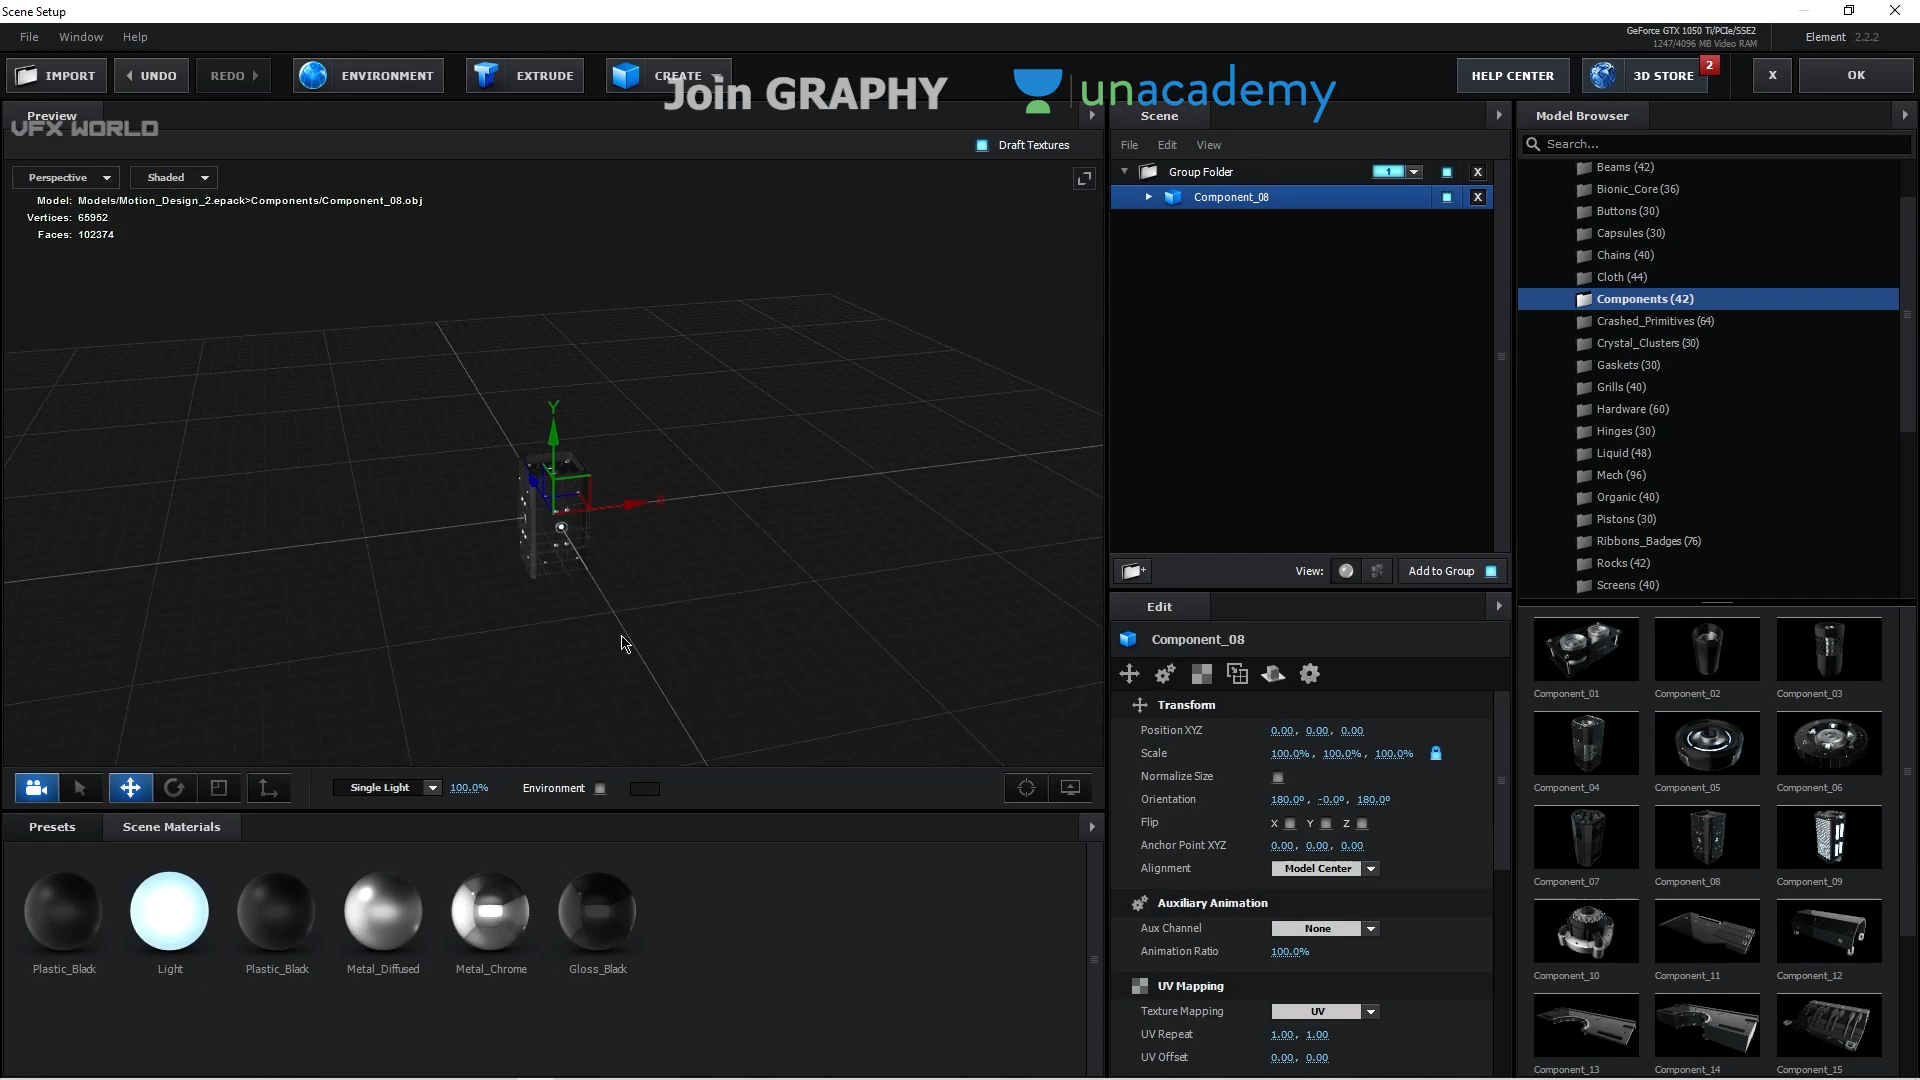 Scene Setup
File Window Help
GeForce GTX 1050 Ti/PCIe/SSE2
1247/4096 MB Video RAM
Element 2.2.2
IMPORT UNDO REDO ENVIRONMENT EXTRUDE CREATE HELP CENTER 3D STORE 2 X OK
Join GRAPHY unacademy
Preview
VFX WORLD
Draft Textures
Perspective Shaded
Model: Models/Motion_Design_2.epack>Components/Component_08.obj
Vertices: 65952
Faces: 102374
Y
X
Single Light 100.0% Environment
Presets Scene Materials
Plastic_Black Light Plastic_Black Metal_Diffused Metal_Chrome Gloss_Black
Scene
File Edit View
Group Folder 1 X
Component_08 X
View: Add to Group
Edit
Component_08
Transform
Position XYZ 0.00, 0.00, 0.00
Scale 100.0%, 100.0%, 100.0%
Normalize Size
Orientation 180.0º, -0.0º, 180.0º
Flip X Y Z
Anchor Point XYZ 0.00, 0.00, 0.00
Alignment Model Center
Auxiliary Animation
Aux Channel None
Animation Ratio 100.0%
UV Mapping
Texture Mapping UV
UV Repeat 1.00, 1.00
UV Offset 0.00, 0.00
Model Browser
Search...
Beams (42)
Bionic_Core (36)
Buttons (30)
Capsules (30)
Chains (40)
Cloth (44)
Components (42)
Crashed_Primitives (64)
Crystal_Clusters (30)
Gaskets (30)
Grills (40)
Hardware (60)
Hinges (30)
Liquid (48)
Mech (96)
Organic (40)
Pistons (30)
Ribbons_Badges (76)
Rocks (42)
Screens (40)
Component_01 Component_02 Component_03
Component_04 Component_05 Component_06
Component_07 Component_08 Component_09
Component_10 Component_11 Component_12
Component_13 Component_14 Component_15